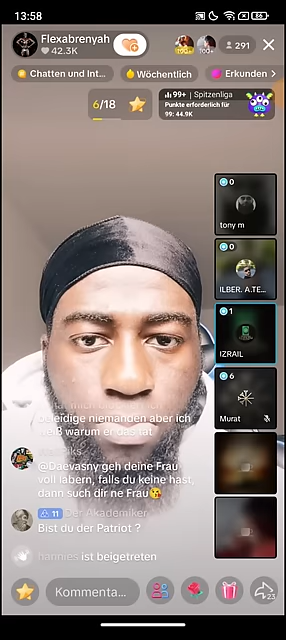 13:58
86
Flexabrenyah
42.3K
291
Chatten und Int...
Wöchentlich
Erkunden
6/18
99+ | Spitzenliga
Punkte erforderlich für
99: 44.9K
0
tony m
0
ILBER. A.TE...
1
IZRAIL
6
Murat
beleidige niemanden aber ich
weiß warum er das tat
@Daevasny geh deine Frau
voll labern, falls du keine hast,
dann such dir ne Frau😘
11 Der Akademiker
Bist du der Patriot ?
hannies ist beigetreten
Kommenta...
23